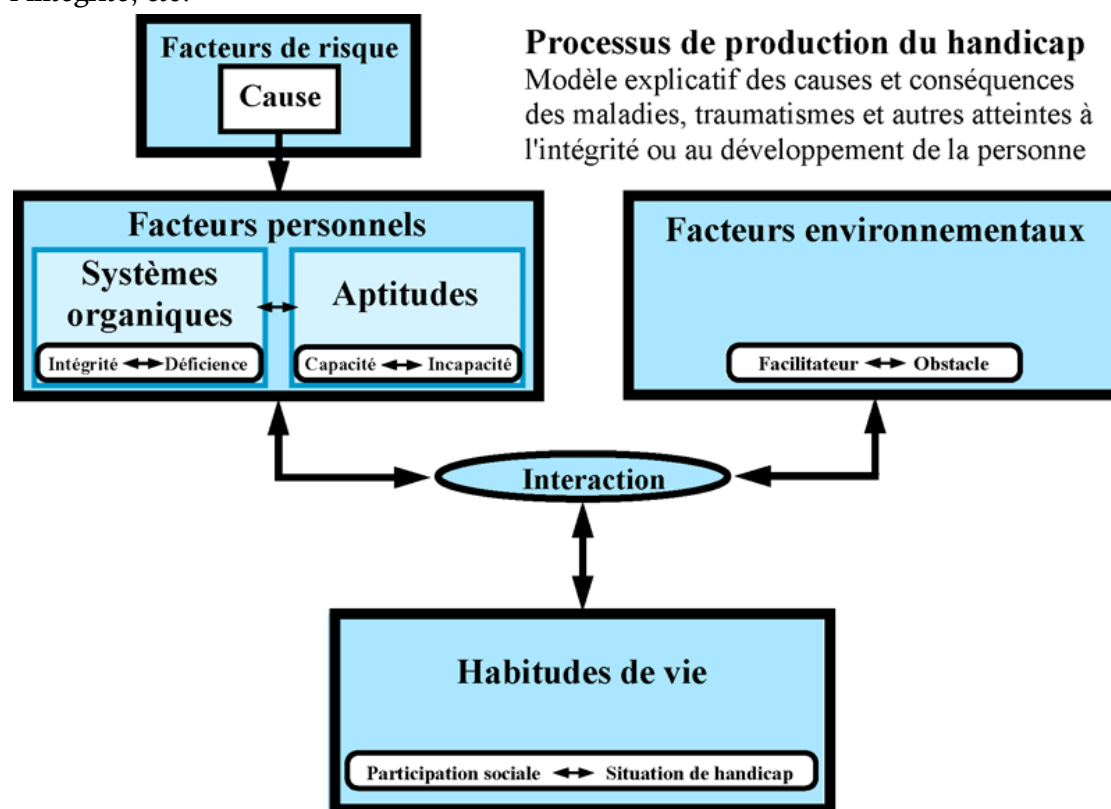 l'intégrité, etc.
Facteurs de risque
Cause
Processus de production du handicap
Modèle explicatif des causes et conséquences
des maladies, traumatismes et autres atteintes à
l'intégrité ou au développement de la personne
Facteurs personnels
Systèmes
organiques
Intégrité Déficience
Aptitudes
Capacité Incapacité
Facteurs environnementaux
Facilitateur Obstacle
Interaction
Habitudes de vie
Participation sociale Situation de handicap